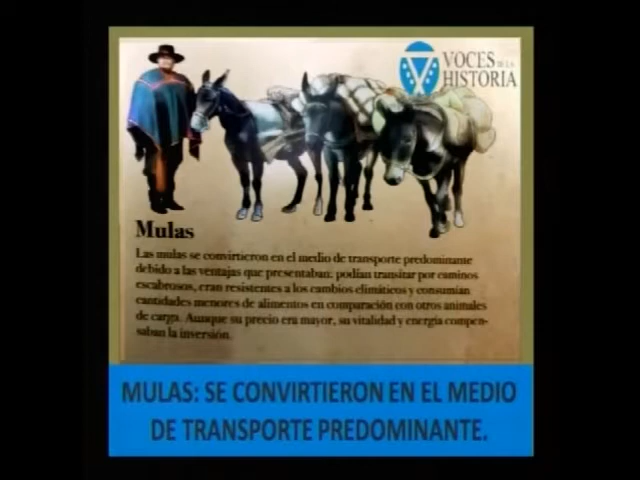 VOCES DE LA
HISTORIA
Mulas
Las mulas se convirtieron en el medio de transporte predominante
debido a las ventajas que presentaban: podían transitar por caminos
escabrosos, eran resistentes a los cambios climáticos y consumían
cantidades menores de alimentos en comparación con otros animales
de carga. Aunque su precio era mayor, su vitalidad y energía compen-
saban la inversión.
MULAS: SE CONVIRTIERON EN EL MEDIO
DE TRANSPORTE PREDOMINANTE.